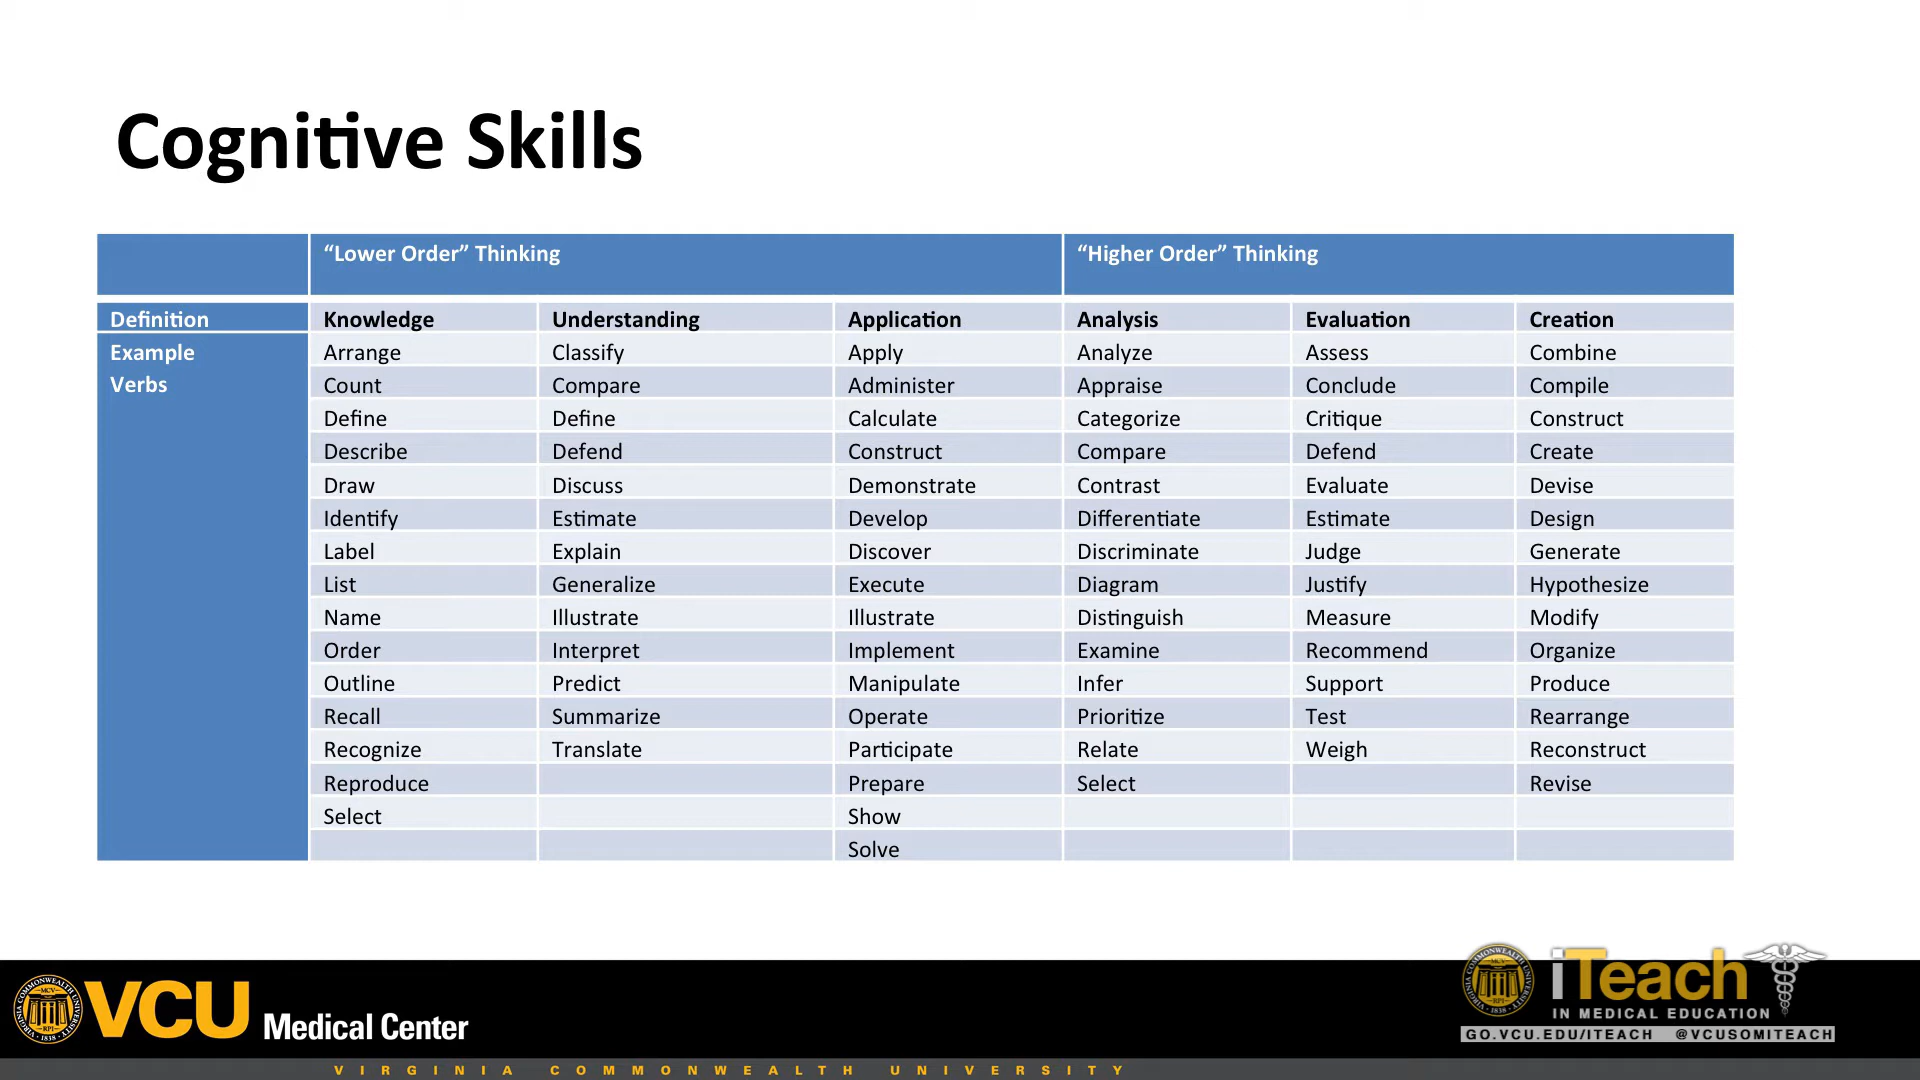 Cognitive Skills
“Lower Order” Thinking “Higher Order” Thinking
Definition Knowledge Understanding Application Analysis Evaluation Creation
Example Arrange Classify Apply Analyze Assess Combine
Verbs Count Compare Administer Appraise Conclude Compile
Define Define Calculate Categorize Critique Construct
Describe Defend Construct Compare Defend Create
Draw Discuss Demonstrate Contrast Evaluate Devise
Identify Estimate Develop Differentiate Estimate Design
Label Explain Discover Discriminate Judge Generate
List Generalize Execute Diagram Justify Hypothesize
Name Illustrate Illustrate Distinguish Measure Modify
Order Interpret Implement Examine Recommend Organize
Outline Predict Manipulate Infer Support Produce
Recall Summarize Operate Prioritize Test Rearrange
Recognize Translate Participate Relate Weigh Reconstruct
Reproduce Prepare Select Revise
Select Show
Solve
VCU Medical Center
iTeach
IN MEDICAL EDUCATION
GO.VCU.EDU/ITEACH @VCUSOMITEACH
VIRGINIA COMMONWEALTH UNIVERSITY